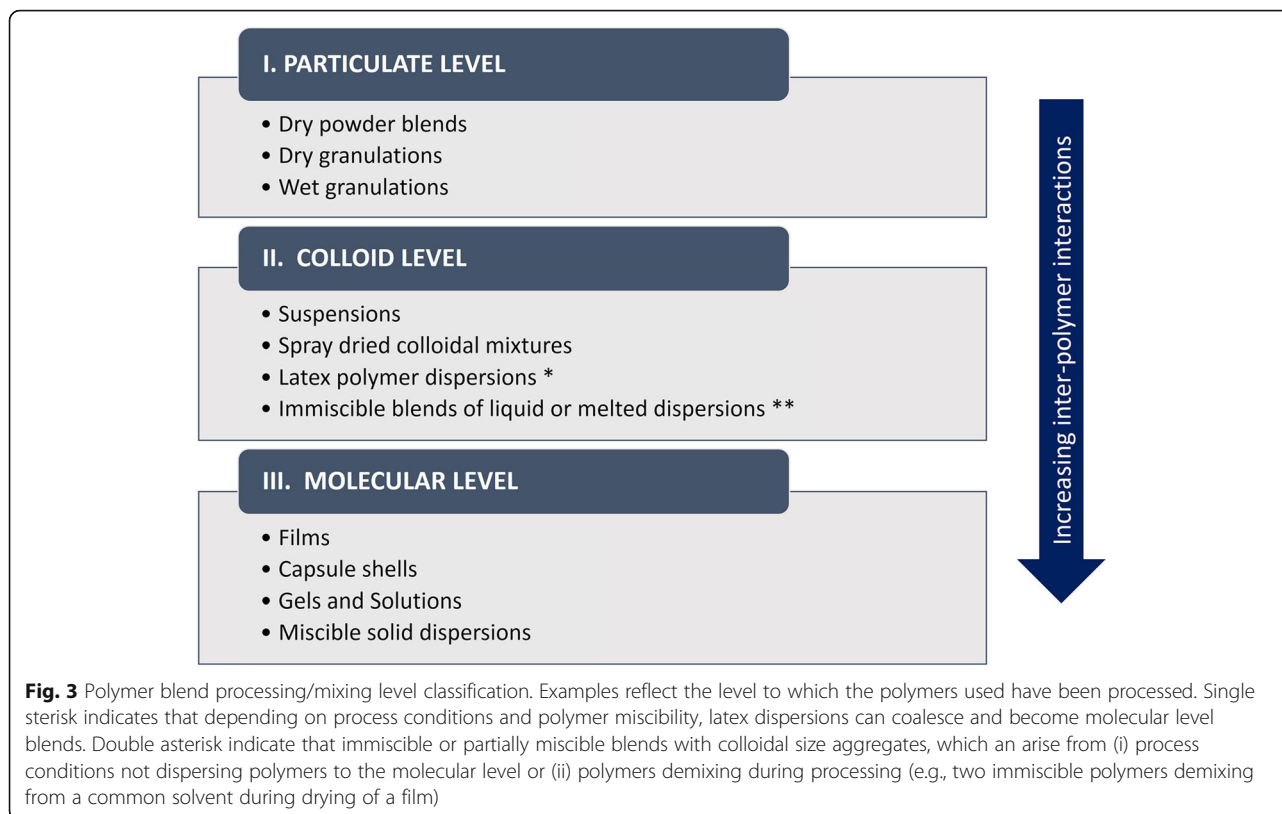 I. PARTICULATE LEVEL
• Dry powder blends
• Dry granulations
• Wet granulations
II. COLLOID LEVEL
• Suspensions
• Spray dried colloidal mixtures
• Latex polymer dispersions *
• Immiscible blends of liquid or melted dispersions **
III. MOLECULAR LEVEL
• Films
• Capsule shells
• Gels and Solutions
• Miscible solid dispersions
Increasing inter-polymer interactions
Fig. 3 Polymer blend processing/mixing level classification. Examples reflect the level to which the polymers used have been processed. Single
sterisk indicates that depending on process conditions and polymer miscibility, latex dispersions can coalesce and become molecular level
blends. Double asterisk indicate that immiscible or partially miscible blends with colloidal size aggregates, which an arise from (i) process
conditions not dispersing polymers to the molecular level or (ii) polymers demixing during processing (e.g., two immiscible polymers demixing
from a common solvent during drying of a film)